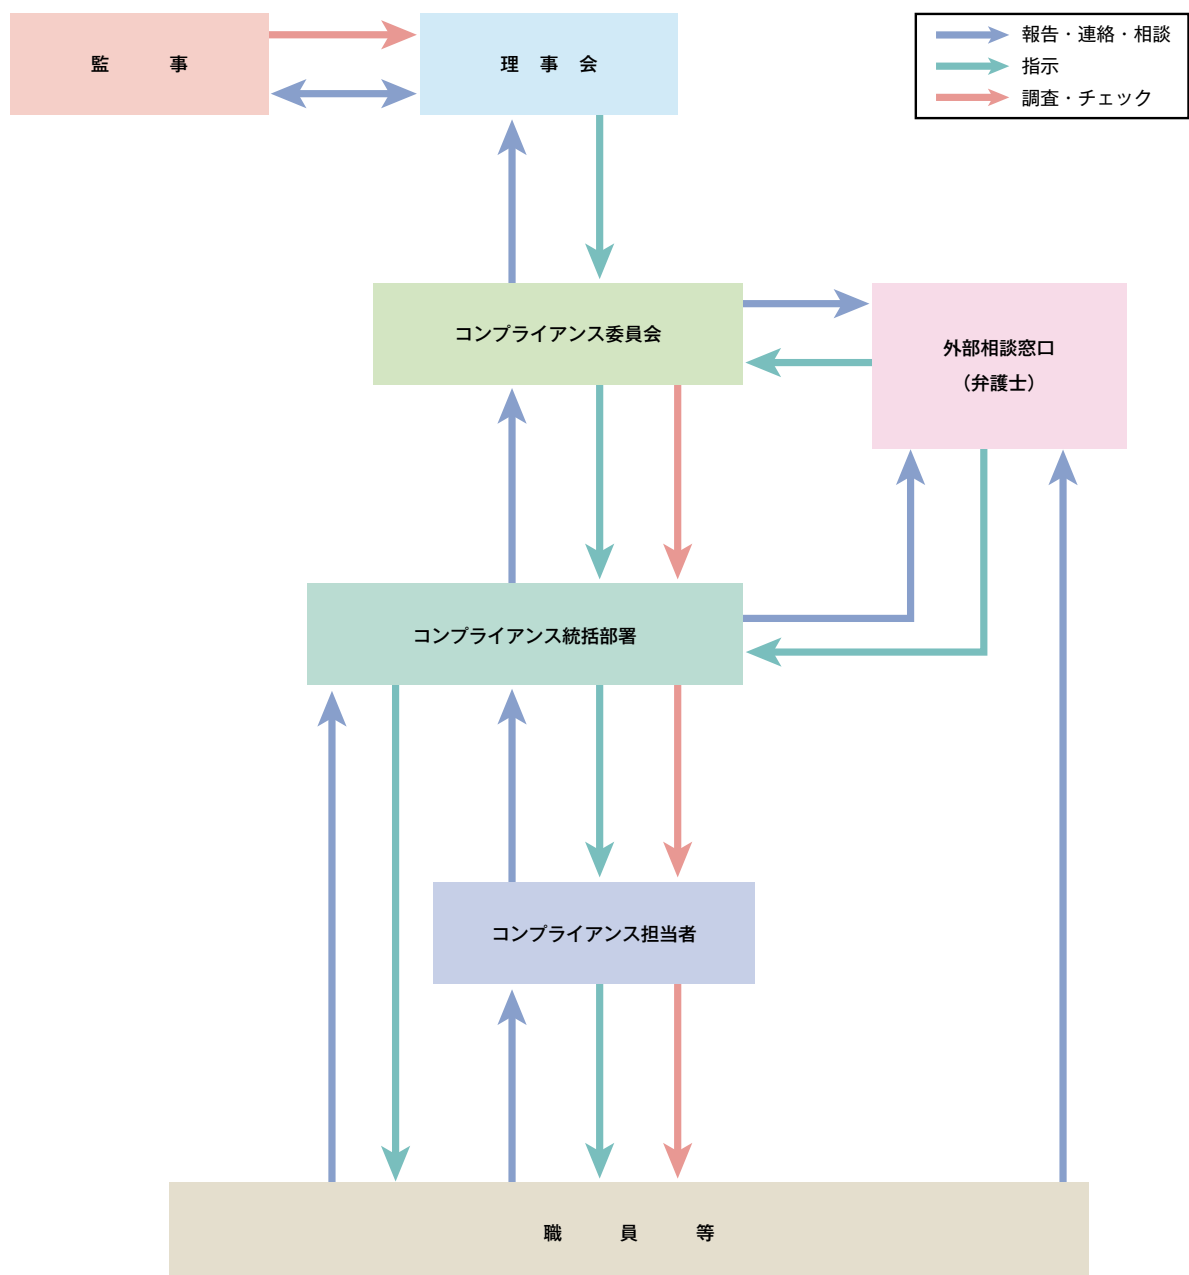 監事
理事会
報告・連絡・相談
指示
調査・チェック
コンプライアンス委員会
外部相談窓口
（弁護士）
コンプライアンス統括部署
コンプライアンス担当者
職員等